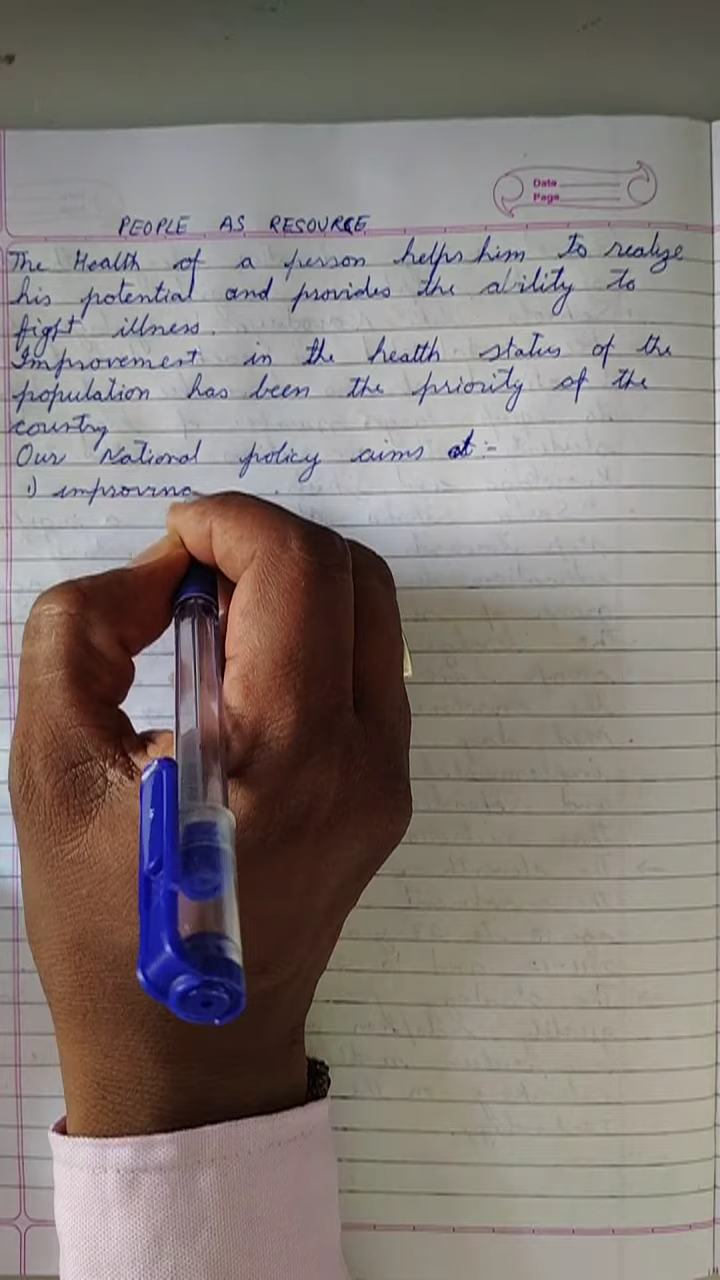 Date
Page
PEOPLE AS RESOURCE
The Health of a person helps him to realize
his potential and provides the ability to
fight illness.
Improvement in the health status of the
population has been the priority of the
country
Our National policy aims at :-
i) improving